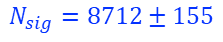 N_sig = 8712 ± 155